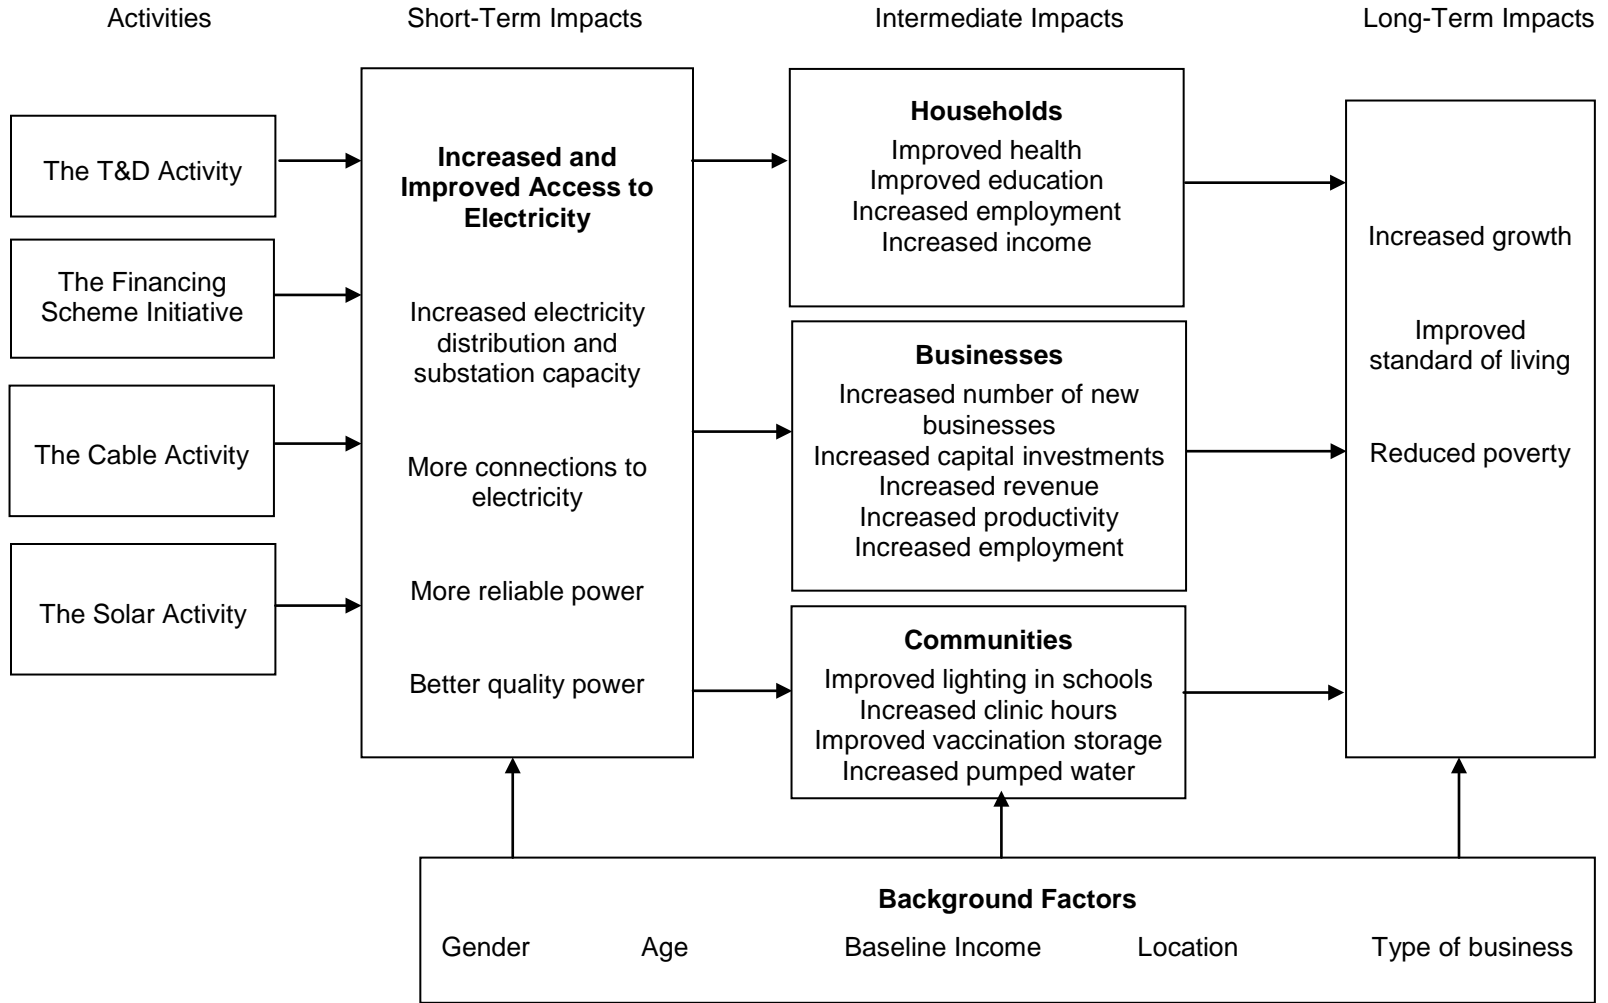 Activities
Short-Term Impacts
Intermediate Impacts
Long-Term Impacts
The T&D Activity
The Financing
Scheme Initiative
The Cable Activity
The Solar Activity
Increased and
Improved Access to
Electricity
Increased electricity
distribution and
substation capacity
More connections to
electricity
More reliable power
Better quality power
Households
Improved health
Improved education
Increased employment
Increased income
Businesses
Increased number of new
businesses
Increased capital investments
Increased revenue
Increased productivity
Increased employment
Communities
Improved lighting in schools
Increased clinic hours
Improved vaccination storage
Increased pumped water
Increased growth
Improved
standard of living
Reduced poverty
Background Factors
Gender Age Baseline Income Location Type of business